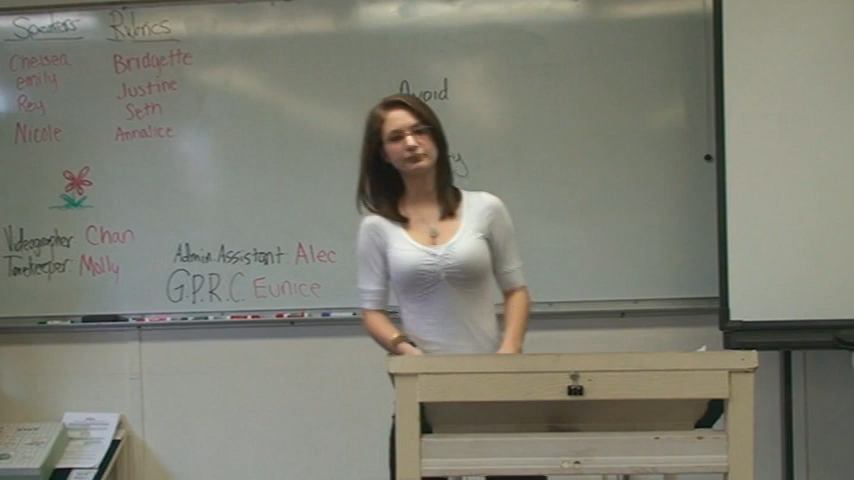 Speakers Rubrics
Chelsea Bridgette
emily Justine
Rey Seth
Nicole Annalice
Avoid
Videographer Chan
Timekeeper: Molly
Admin. Assistant: Alec
G.P.R.C. Eunice